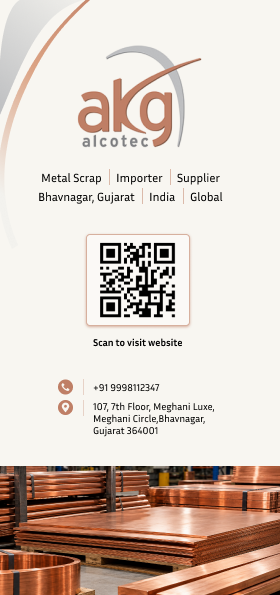 akg
alcotec
Metal Scrap | Importer | Supplier
Bhavnagar, Gujarat | India | Global
Scan to visit website
+91 9998112347
107, 7th Floor, Meghani Luxe,
Meghani Circle,Bhavnagar,
Gujarat 364001